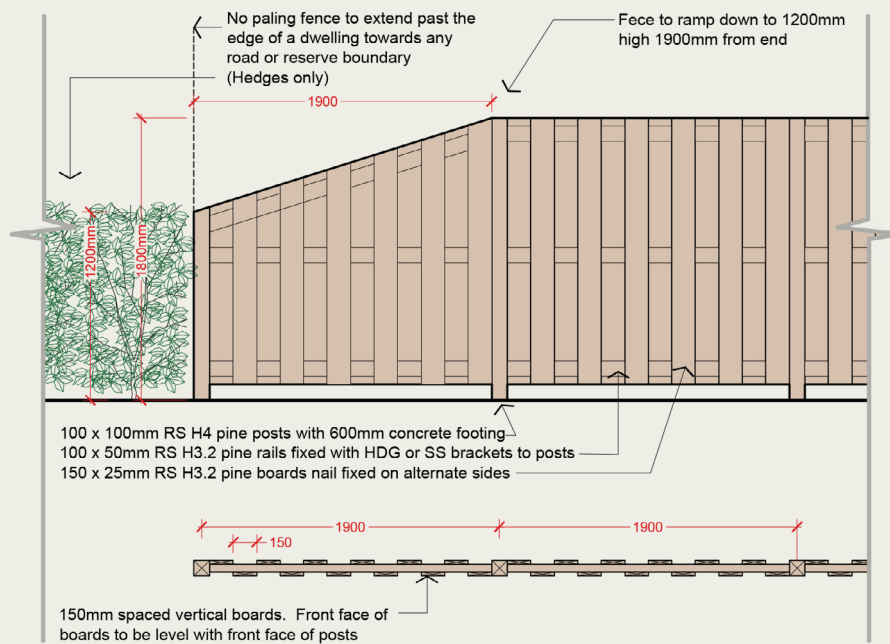 No paling fence to extend past the
edge of a dwelling towards any
road or reserve boundary
(Hedges only)
Fece to ramp down to 1200mm
high 1900mm from end
1900
1200mm
1800mm
100 x 100mm RS H4 pine posts with 600mm concrete footing
100 x 50mm RS H3.2 pine rails fixed with HDG or SS brackets to posts
150 x 25mm RS H3.2 pine boards nail fixed on alternate sides
1900
1900
150
150mm spaced vertical boards. Front face of
boards to be level with front face of posts